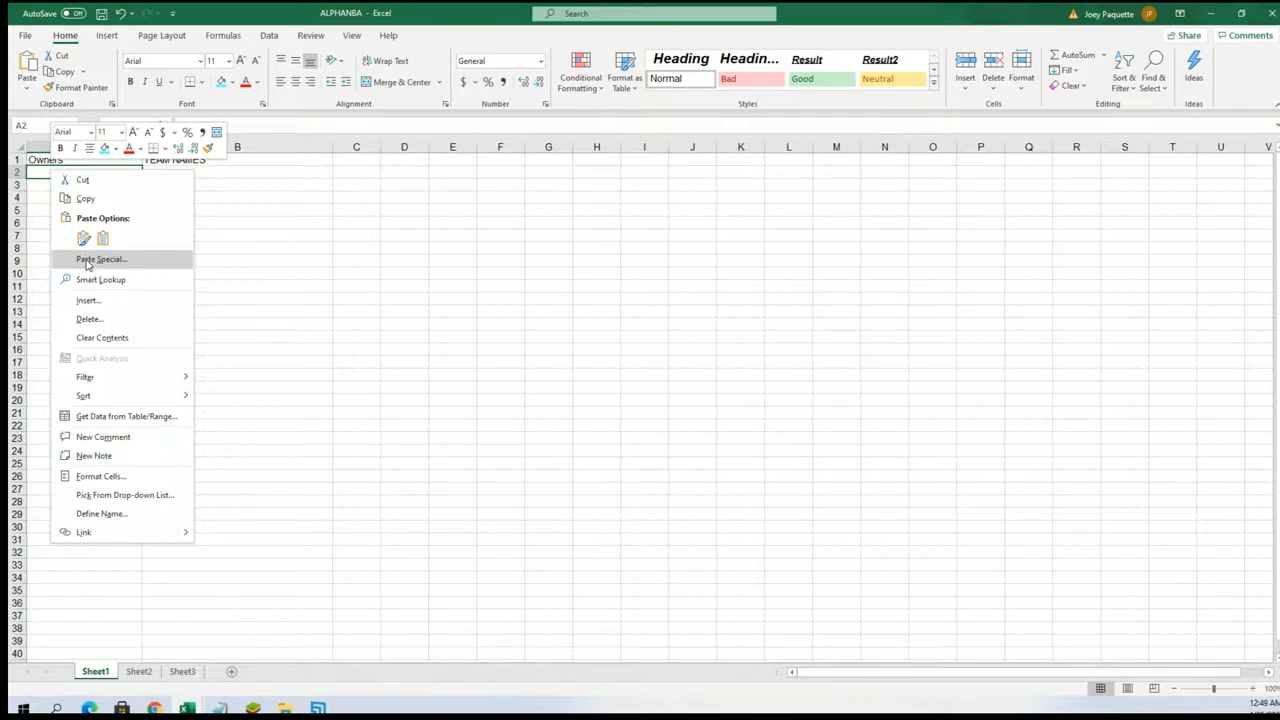 AutoSave Off
ALPHANBA - Excel
Search
Joey Paquette JP
File Home Insert Page Layout Formulas Data Review View Help
Share Comments
Paste
Cut
Copy
Format Painter
Clipboard
Arial 11
B I U
Font
Wrap Text
Merge & Center
Alignment
General
$ % ,
Number
Conditional Formatting
Format as Table
Heading Headin... Result Result2
Normal Bad Good Neutral
Styles
Insert Delete Format
Cells
AutoSum
Fill
Clear
Sort & Filter
Find & Select
Editing
Ideas
Ideas
A2
Arial 11 A A $ % ,
B I A
B C D E F G H I J K L M N O P Q R S T U V
1 Owners TEAM NAMES
2
3
4
5
6
7
8
9
10
11
12
13
14
15
16
17
18
19
20
21
22
23
24
25
26
27
28
29
30
31
32
33
34
35
36
37
38
39
40
Cut
Copy
Paste Options:
Paste Special...
Smart Lookup
Insert...
Delete...
Clear Contents
Quick Analysis
Filter
Sort
Get Data from Table/Range...
New Comment
New Note
Format Cells...
Pick From Drop-down List...
Define Name...
Link
Sheet1 Sheet2 Sheet3
100%
12:49 AM